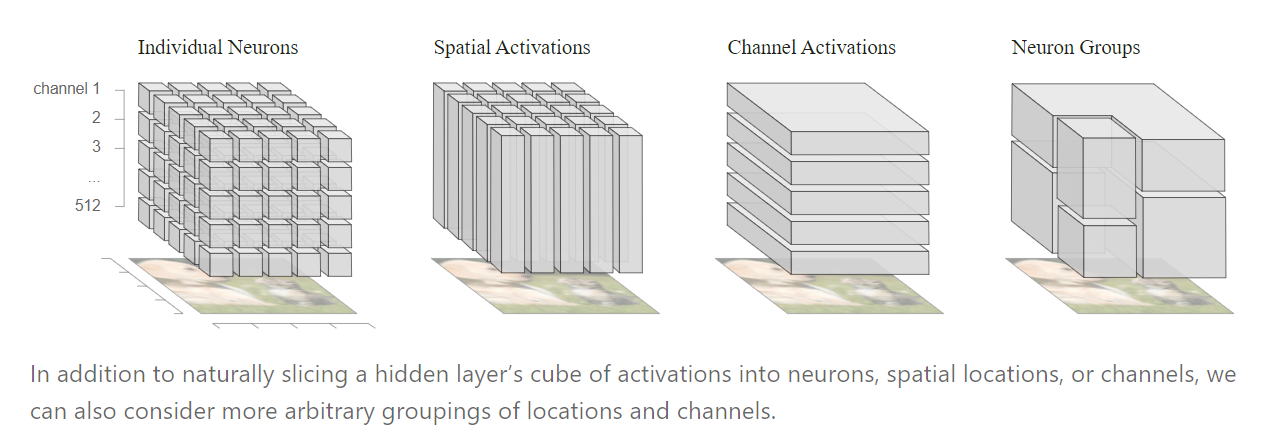 Individual Neurons
Spatial Activations
Channel Activations
Neuron Groups
channel 1
2
3
...
512
In addition to naturally slicing a hidden layer’s cube of activations into neurons, spatial locations, or channels, we
can also consider more arbitrary groupings of locations and channels.